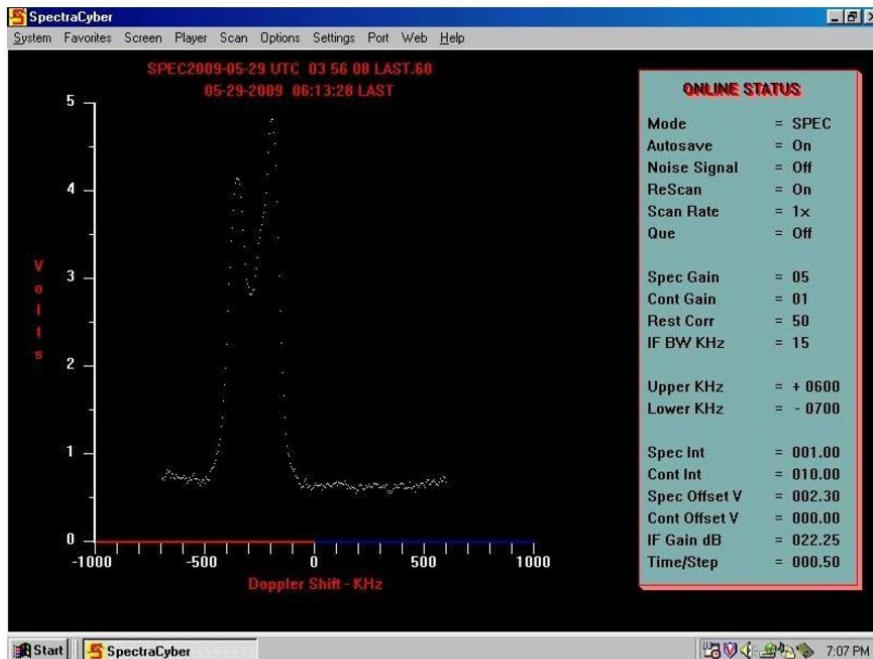 SpectraCyber
System Favorites Screen Player Scan Options Settings Port Web Help
SPEC2009-05-29 UTC 03 56 08 LAST.60
05-29-2009 06:13:28 LAST
5
4
3
2
1
0
Volts
-1000 -500 0 500 1000
Doppler Shift - KHz
ONLINE STATUS
Mode = SPEC
Autosave = On
Noise Signal = Off
ReScan = On
Scan Rate = 1x
Que = Off
Spec Gain = 05
Cont Gain = 01
Rest Corr = 50
IF BW KHz = 15
Upper KHz = + 0600
Lower KHz = - 0700
Spec Int = 001.00
Cont Int = 010.00
Spec Offset V = 002.30
Cont Offset V = 000.00
IF Gain dB = 022.25
Time/Step = 000.50
Start SpectraCyber 7:07 PM